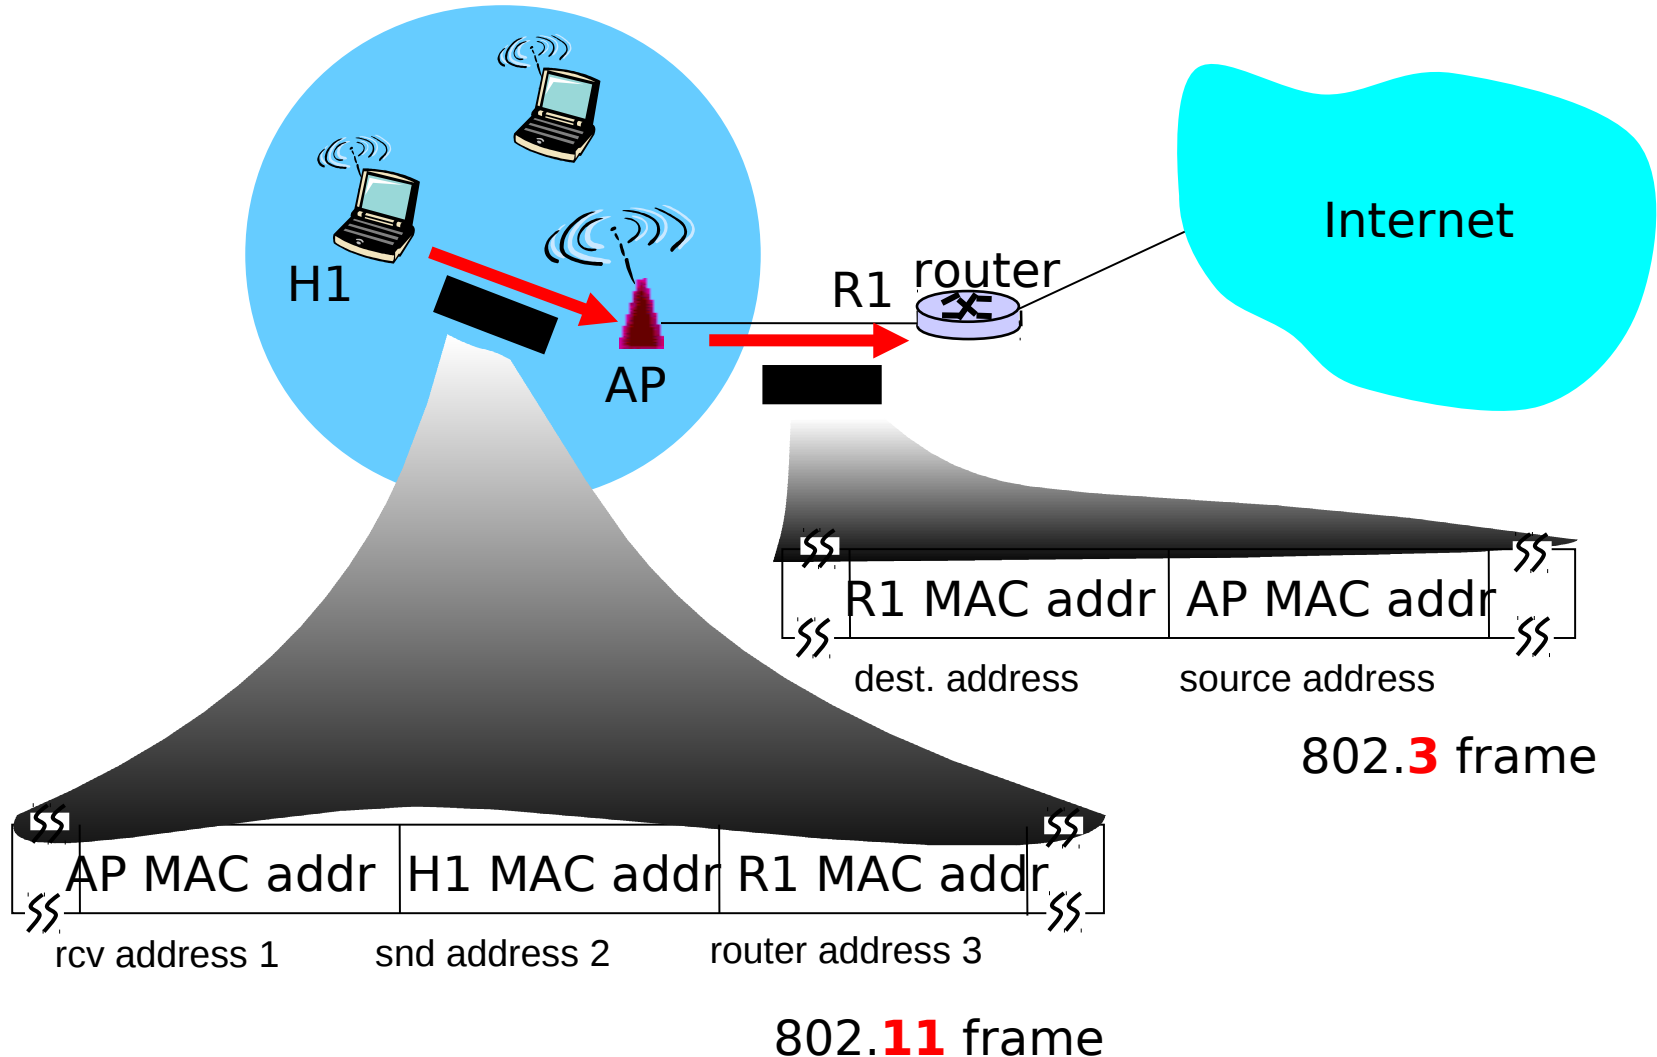 Internet
router
R1
H1
AP
R1 MAC addr AP MAC addr
dest. address source address
802.3 frame
AP MAC addr H1 MAC addr R1 MAC addr
rcv address 1 snd address 2 router address 3
802.11 frame